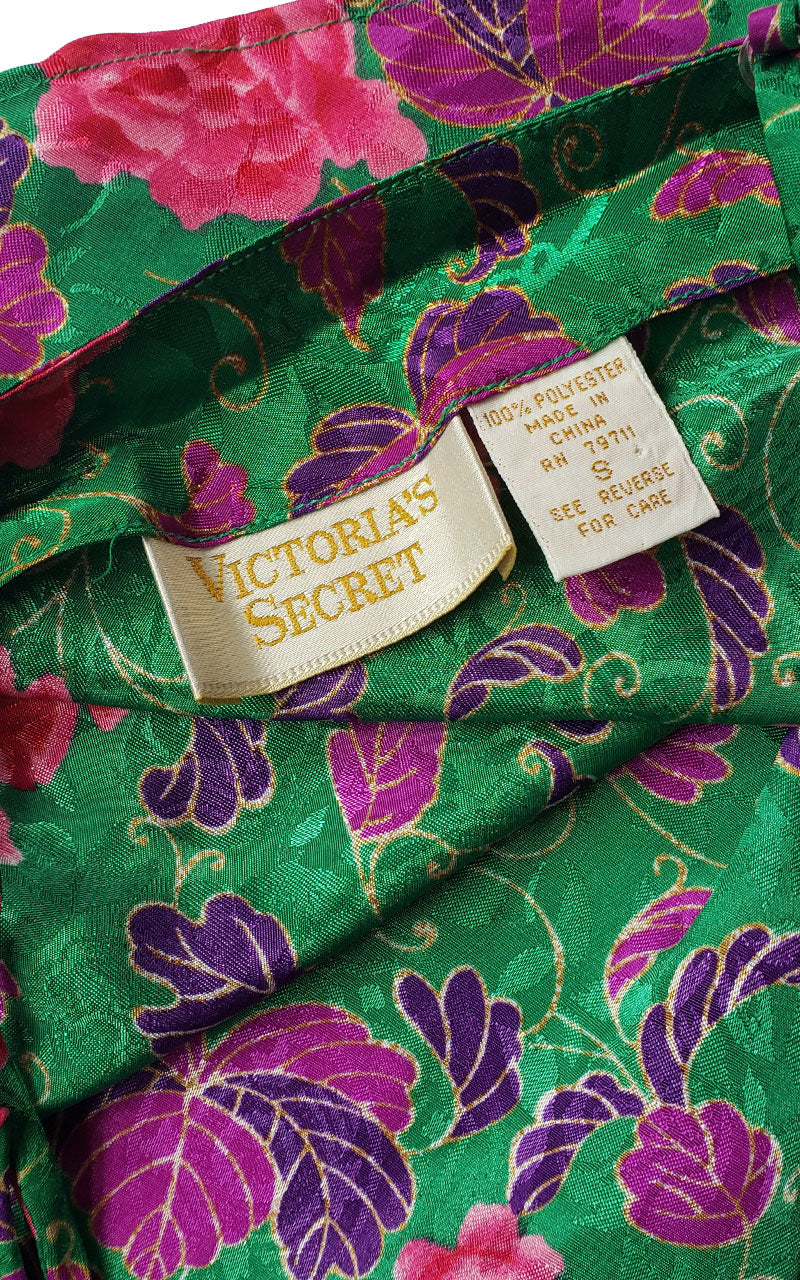 VICTORIA'S
SECRET
100% POLYESTER
MADE IN
CHINA
RN 79711
S
SEE REVERSE
FOR CARE